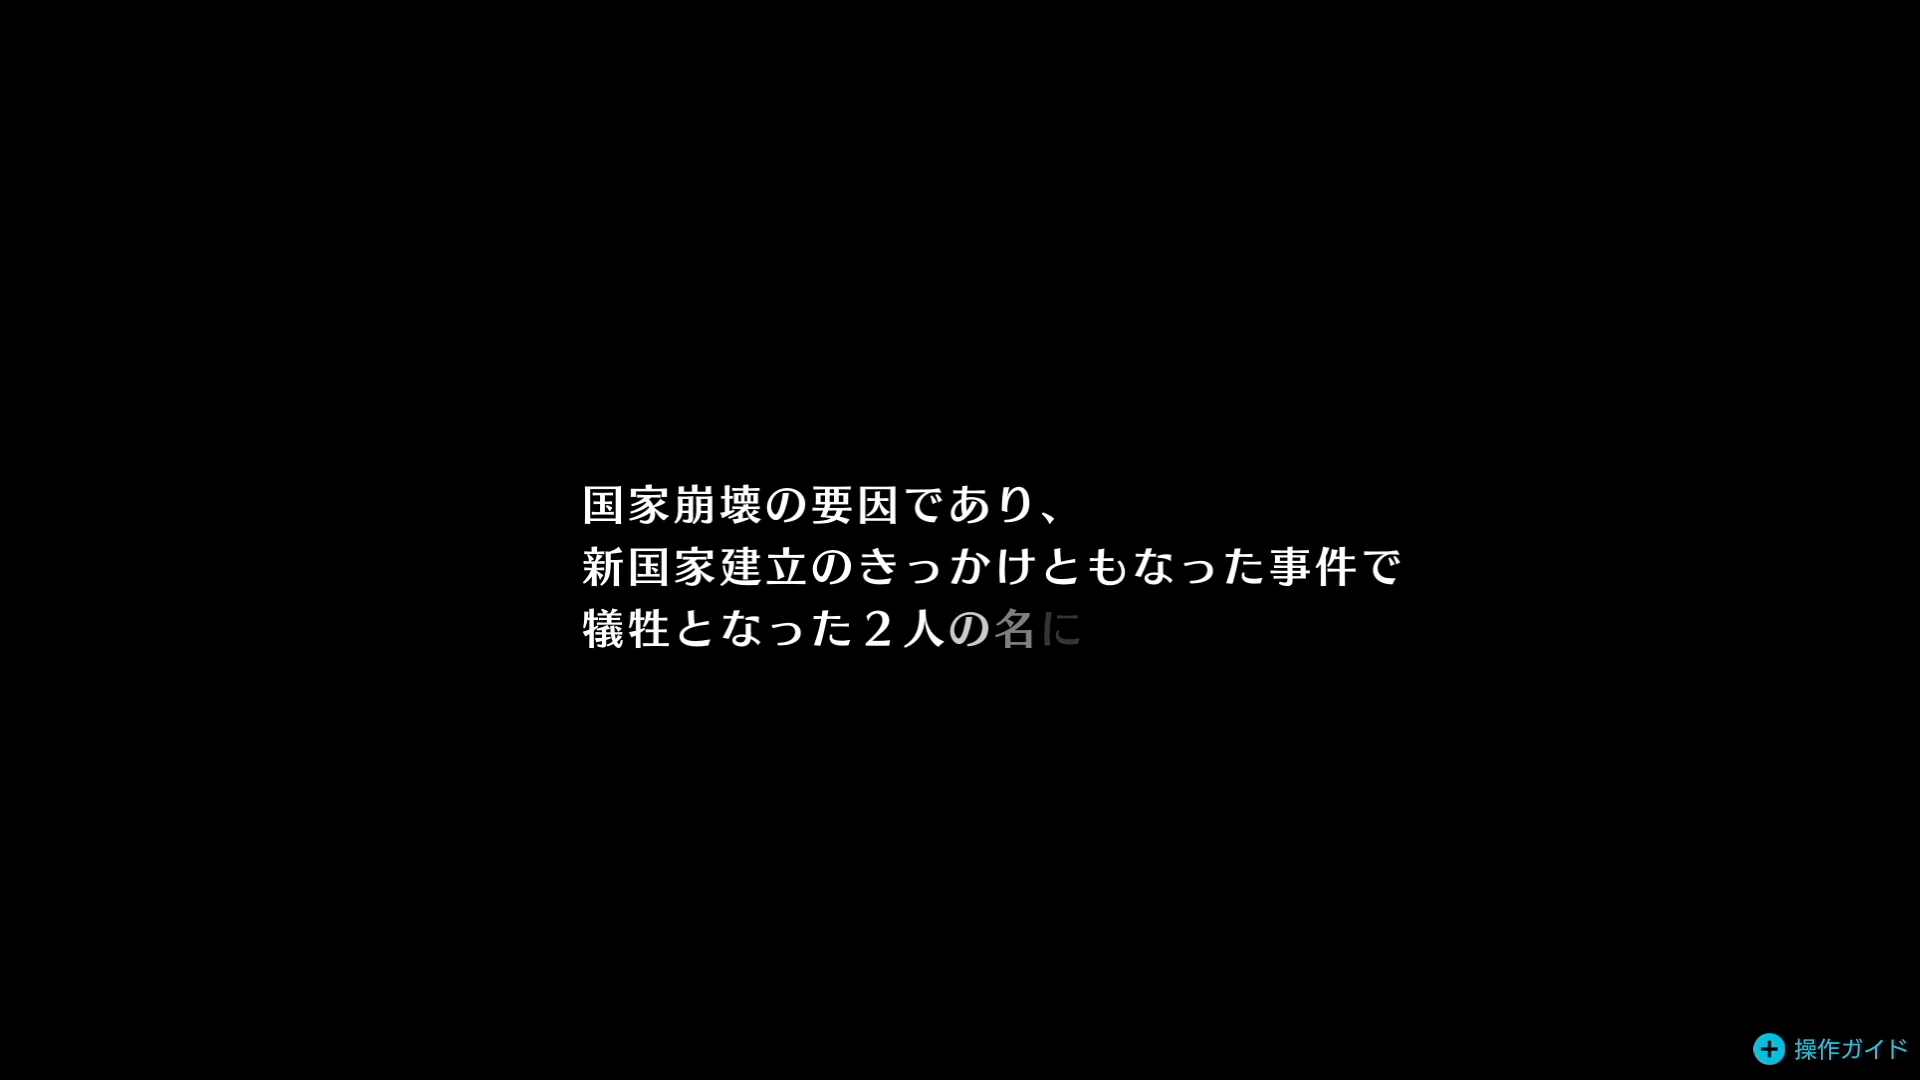 国家崩壊の要因であり、
新国家建立のきっかけともなった事件で
犠牲となった２人の名に
操作ガイド